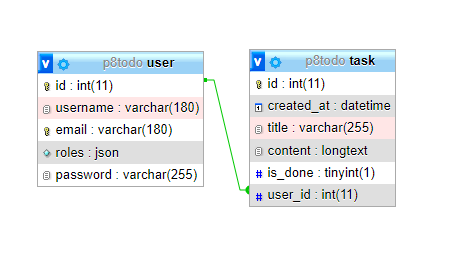 v p8todo user
id : int(11)
username : varchar(180)
email : varchar(180)
roles : json
password : varchar(255)
v p8todo task
id : int(11)
created_at : datetime
title : varchar(255)
content : longtext
# is_done : tinyint(1)
# user_id : int(11)